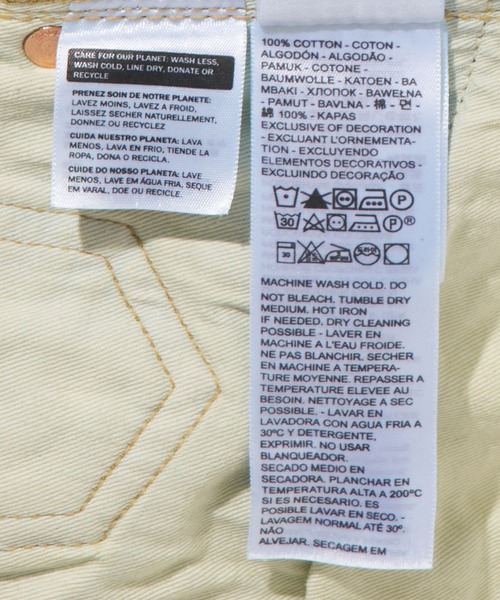 CARE FOR OUR PLANET: WASH LESS,
WASH COLD, LINE DRY, DONATE OR
RECYCLE
PRENEZ SOIN DE NOTRE PLANETE:
LAVEZ MOINS, LAVEZ A FROID,
LAISSEZ SECHER NATURELLEMENT,
DONNEZ OU RECYCLEZ
CUIDA NUESTRO PLANETA: LAVA
MENOS, LAVA EN FRIO, TIENDE LA
ROPA, DONA O RECICLA.
CUIDE DO NOSSO PLANETA: LAVE
MENOS, LAVE EM ÁGUA FRIA, SEQUE
EM VARAL, DOE OU RECICLE.
100% COTTON - COTON -
ALGODÓN - ALGODÃO -
PAMUK - COTONE -
BAUMWOLLE - KATOEN - BA
MBAKI - ХЛОПОК - BAWEŁNA
- PAMUT - BAVLNA - 棉 - 면 -
綿 100% - KAPAS
EXCLUSIVE OF DECORATION
- EXCLUANT L'ORNEMENTA-
TION - EXCLUYENDO
ELEMENTOS DECORATIVOS -
EXCLUINDO DECORAÇÃO
P
30 P
30 드라이
MACHINE WASH COLD. DO
NOT BLEACH. TUMBLE DRY
MEDIUM. HOT IRON
IF NEEDED. DRY CLEANING
POSSIBLE - LAVER EN
MACHINE A L'EAU FROIDE.
NE PAS BLANCHIR. SECHER
EN MACHINE A TEMPERA-
TURE MOYENNE. REPASSER A
TEMPERATURE ELEVEE AU
BESOIN. NETTOYAGE A SEC
POSSIBLE. - LAVAR EN
LAVADORA CON AGUA FRIA A
30ºC Y DETERGENTE,
EXPRIMIR. NO USAR
BLANQUEADOR.
SECADO MEDIO EN
SECADORA. PLANCHAR EN
TEMPERATURA ALTA A 200ºC
SI ES NECESARIO. ES
POSIBLE LAVAR EN SECO. -
LAVAGEM NORMAL ATÉ 30º.
NÃO
ALVEJAR. SECAGEM EM